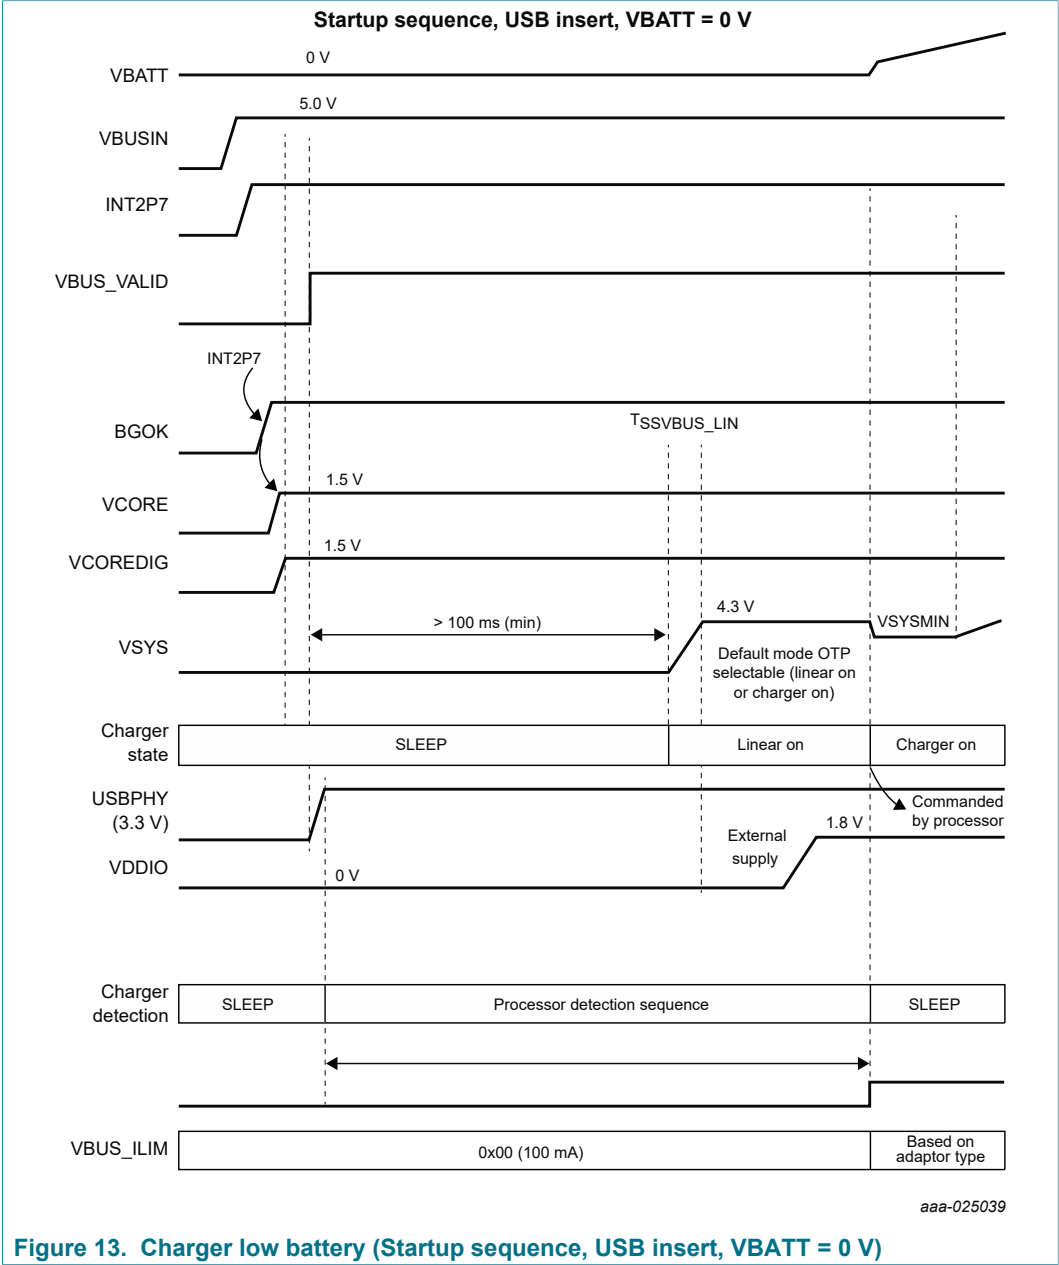 Startup sequence, USB insert, VBATT = 0 V
0 V
VBATT
5.0 V
VBUSIN
INT2P7
VBUS_VALID
INT2P7
BGOK
TSSVBUS_LIN
1.5 V
VCORE
1.5 V
VCOREDIG
4.3 V
> 100 ms (min)
VSYSMIN
VSYS
Default mode OTP
selectable (linear on
or charger on)
Charger
state
SLEEP
Linear on
Charger on
USBPHY
(3.3 V)
Commanded
by processor
1.8 V
External
supply
VDDIO
0 V
Charger
detection
SLEEP
Processor detection sequence
SLEEP
VBUS_ILIM
0x00 (100 mA)
Based on
adaptor type
aaa-025039
Figure 13. Charger low battery (Startup sequence, USB insert, VBATT = 0 V)